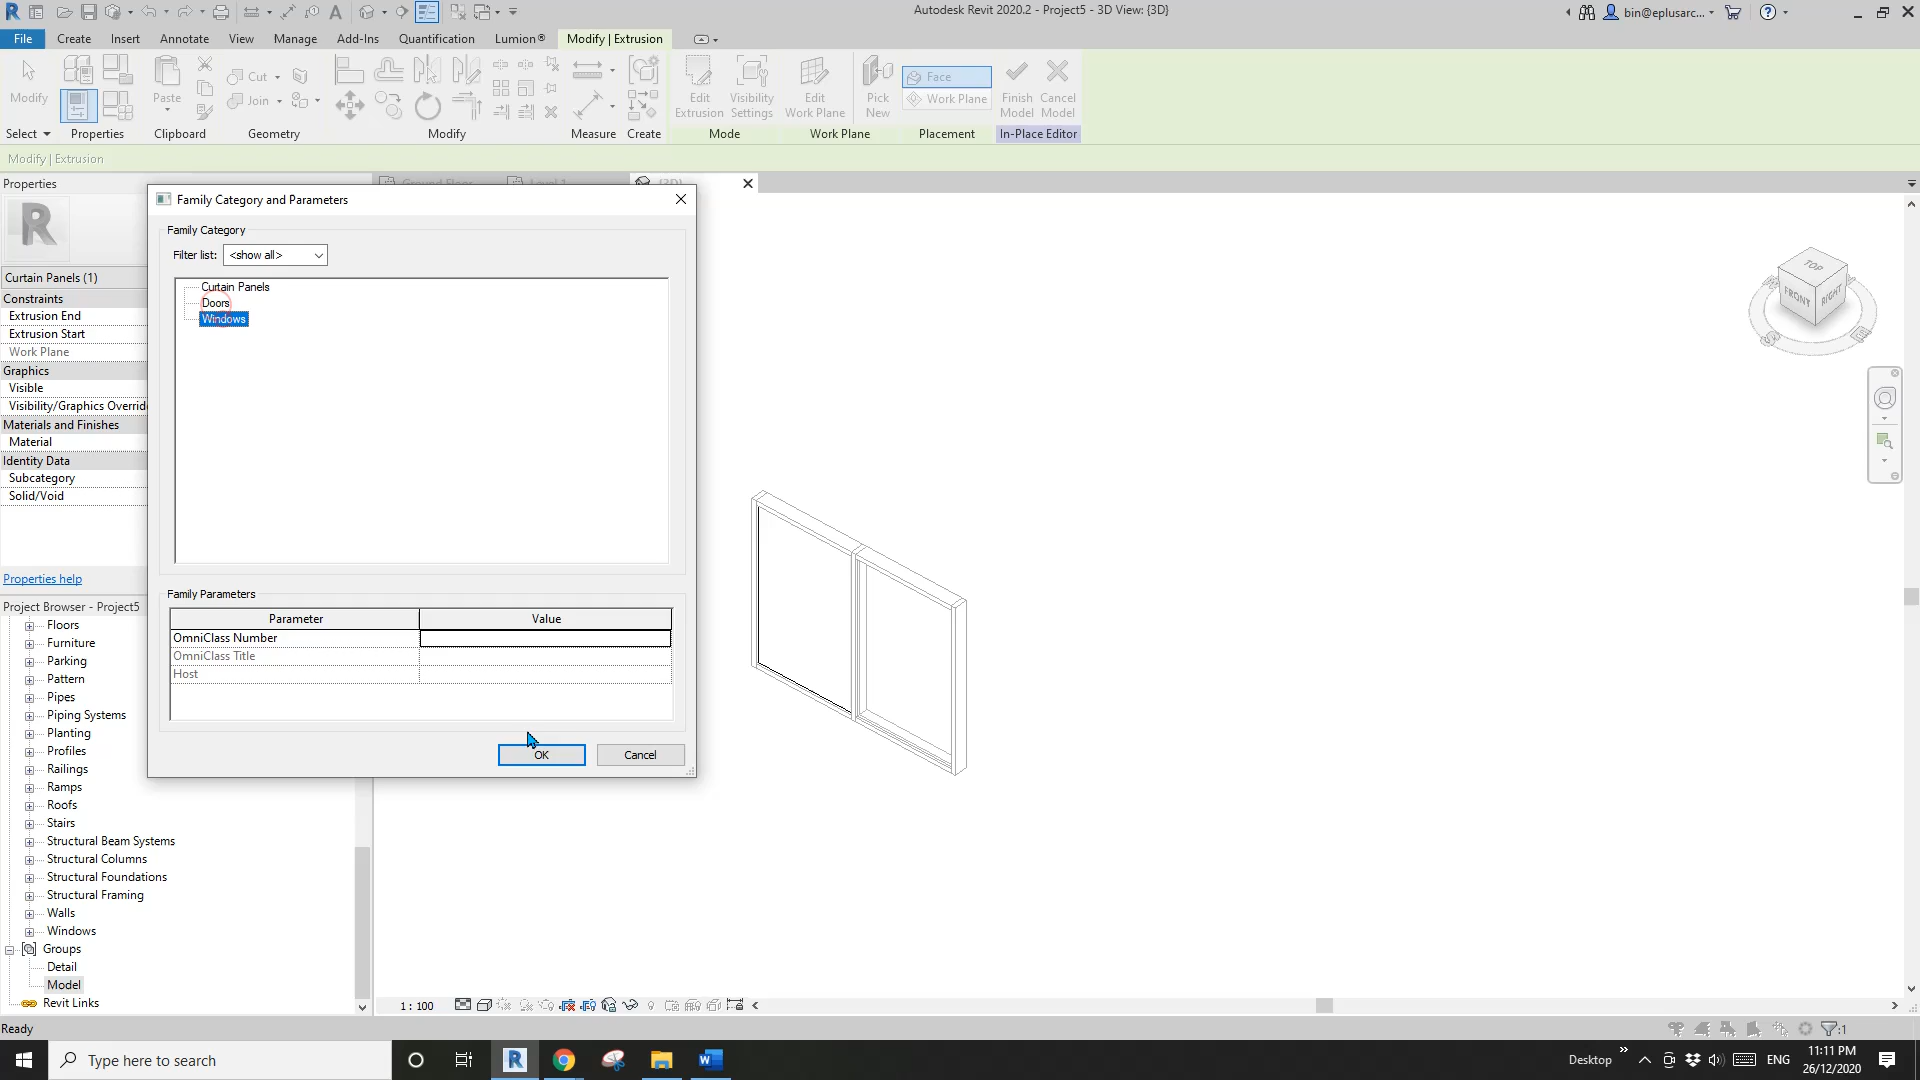 Autodesk Revit 2020.2 - Project5 - 3D View: {3D}
bin@eplusarc...
File Create Insert Annotate View Manage Add-Ins Quantification Lumion® Modify | Extrusion
Modify
Paste
Cut
Join
Edit Extrusion
Visibility Settings
Edit Work Plane
Pick New
Face
Work Plane
Finish Model
Cancel Model
Select Properties Clipboard Geometry Modify Measure Create Mode Work Plane Placement In-Place Editor
Modify | Extrusion
Properties
Curtain Panels (1)
Constraints
Extrusion End
Extrusion Start
Work Plane
Graphics
Visible
Visibility/Graphics Overrid
Materials and Finishes
Material
Identity Data
Subcategory
Solid/Void
Properties help
Family Category and Parameters
Family Category
Filter list: <show all>
Curtain Panels
Doors
Windows
Family Parameters
Parameter Value
OmniClass Number
OmniClass Title
Host
OK Cancel
TOP
FRONT
RIGHT
Project Browser - Project5
Floors
Furniture
Parking
Pattern
Pipes
Piping Systems
Planting
Profiles
Railings
Ramps
Roofs
Stairs
Structural Beam Systems
Structural Columns
Structural Foundations
Structural Framing
Walls
Windows
Groups
Detail
Model
Revit Links
1 : 100
Ready
:1
Type here to search
Desktop
ENG
11:11 PM
26/12/2020